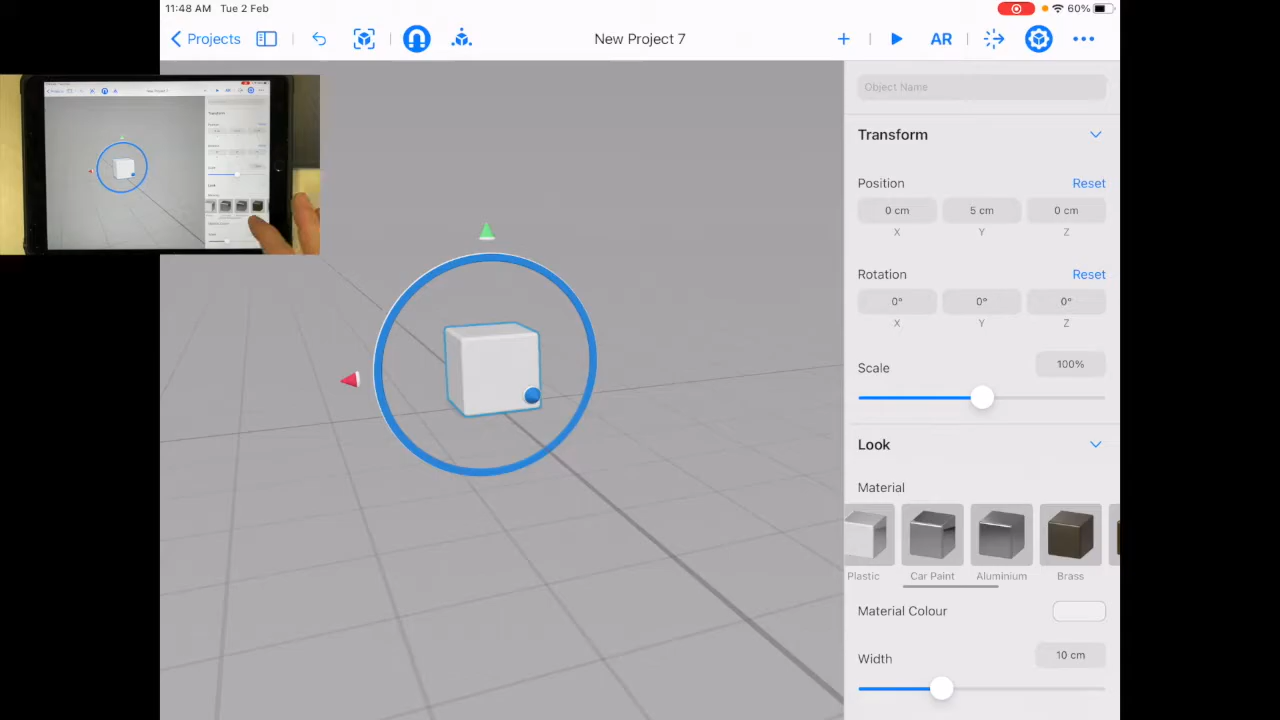 11:48 AM Tue 2 Feb
60%
Projects
New Project 7
AR
Object Name
Transform
Position Reset
0 cm 5 cm 0 cm
X Y Z
Rotation Reset
0° 0° 0°
X Y Z
Scale 100%
Look
Material
Plastic Car Paint Aluminium Brass
Material Colour
Width 10 cm